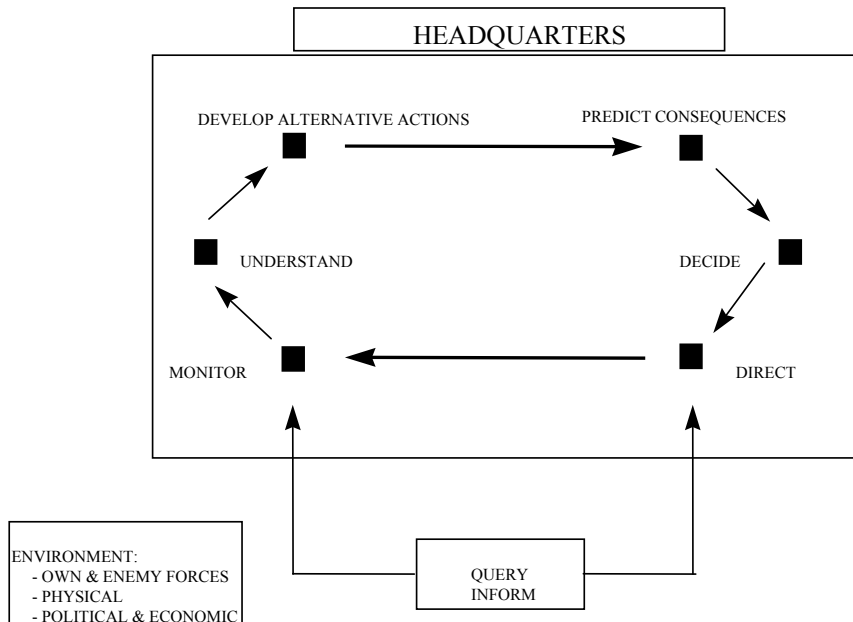 HEADQUARTERS
DEVELOP ALTERNATIVE ACTIONS
PREDICT CONSEQUENCES
UNDERSTAND
DECIDE
MONITOR
DIRECT
ENVIRONMENT:
- OWN & ENEMY FORCES
- PHYSICAL
- POLITICAL & ECONOMIC
QUERY
INFORM